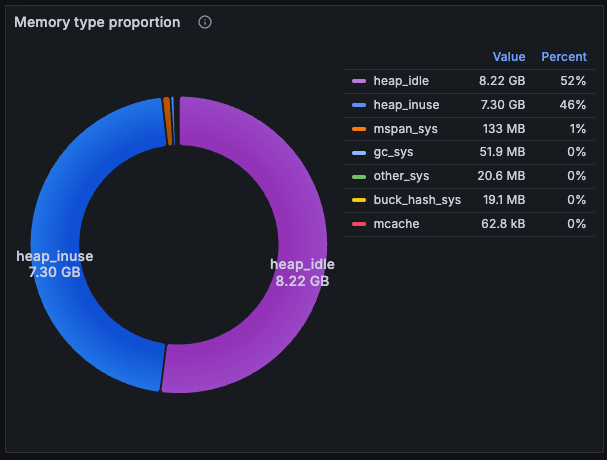 Memory type proportion
Value Percent
heap_idle 8.22 GB 52%
heap_inuse 7.30 GB 46%
mspan_sys 133 MB 1%
gc_sys 51.9 MB 0%
other_sys 20.6 MB 0%
buck_hash_sys 19.1 MB 0%
mcache 62.8 kB 0%
heap_inuse
7.30 GB
heap_idle
8.22 GB